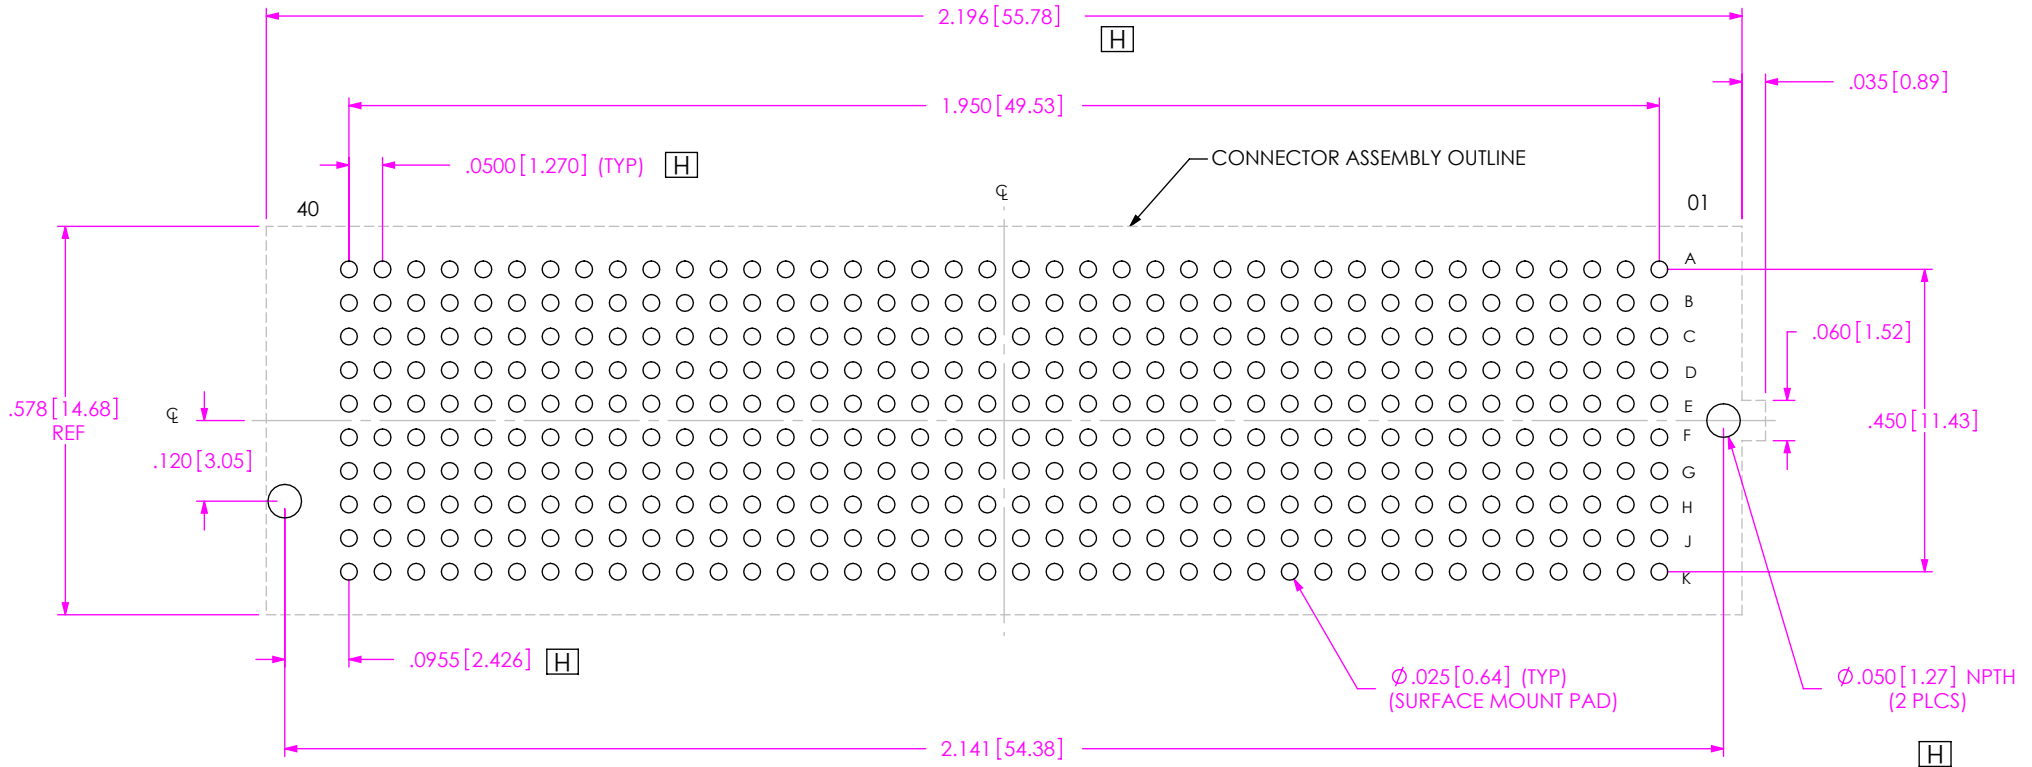 2.196[55.78]
H
.035[0.89]
1.950[49.53]
.0500[1.270] (TYP) H
CONNECTOR ASSEMBLY OUTLINE
℄
40
01
A
B
C
D
E
F
G
H
J
K
.060[1.52]
.578[14.68]
REF
℄
.450[11.43]
.120[3.05]
.0955[2.426] H
Ø.025[0.64] (TYP)
(SURFACE MOUNT PAD)
Ø.050[1.27] NPTH
(2 PLCS)
H
2.141[54.38]